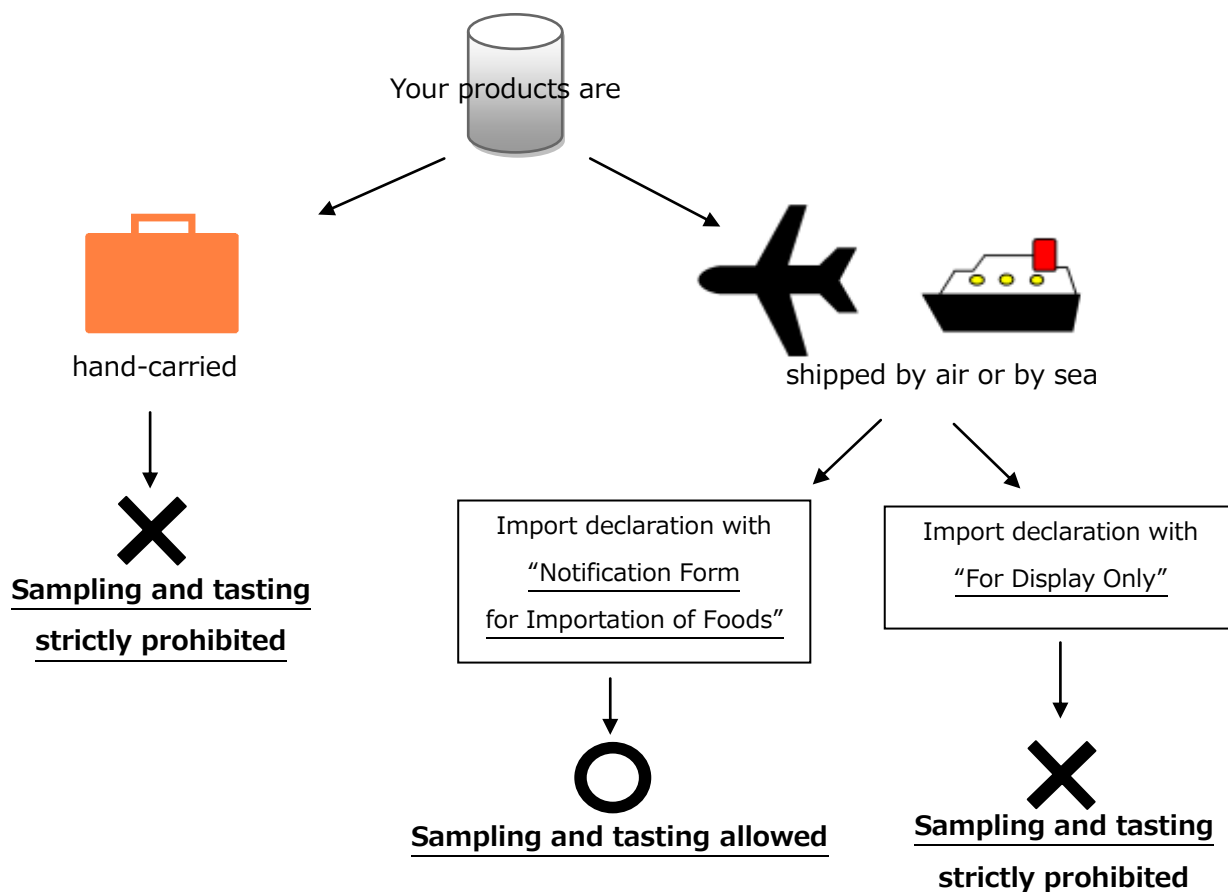 Your products are
hand-carried
shipped by air or by sea
Sampling and tasting
strictly prohibited
Import declaration with
“Notification Form
for Importation of Foods”
Sampling and tasting allowed
Import declaration with
“For Display Only”
Sampling and tasting
strictly prohibited